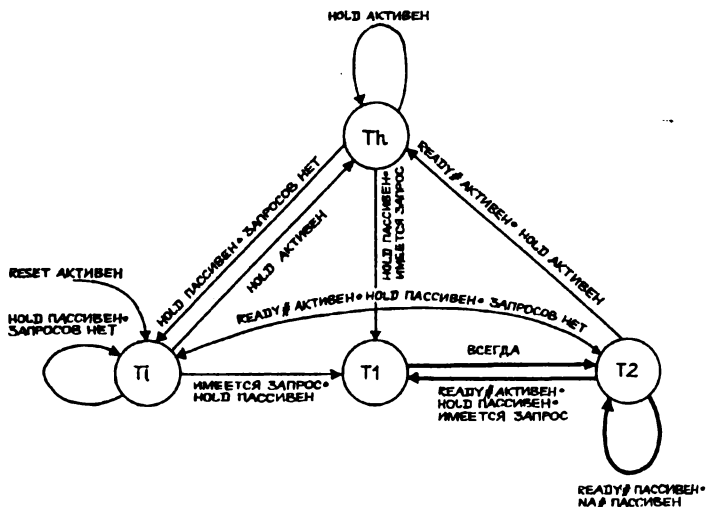 HOLD АКТИВЕН
Th
HOLD ПАССИВЕН• ЗАПРОСОВ НЕТ
HOLD АКТИВЕН
HOLD ПАССИВЕН•
ИМЕЕТСЯ ЗАПРОС
READY# АКТИВЕН• HOLD АКТИВЕН
RESET АКТИВЕН
HOLD ПАССИВЕН•
ЗАПРОСОВ НЕТ
READY# АКТИВЕН• HOLD ПАССИВЕН• ЗАПРОСОВ НЕТ
Ti
ИМЕЕТСЯ ЗАПРОС•
HOLD ПАССИВЕН
T1
ВСЕГДА
READY# АКТИВЕН•
HOLD ПАССИВЕН•
ИМЕЕТСЯ ЗАПРОС
T2
READY# ПАССИВЕН•
NA# ПАССИВЕН